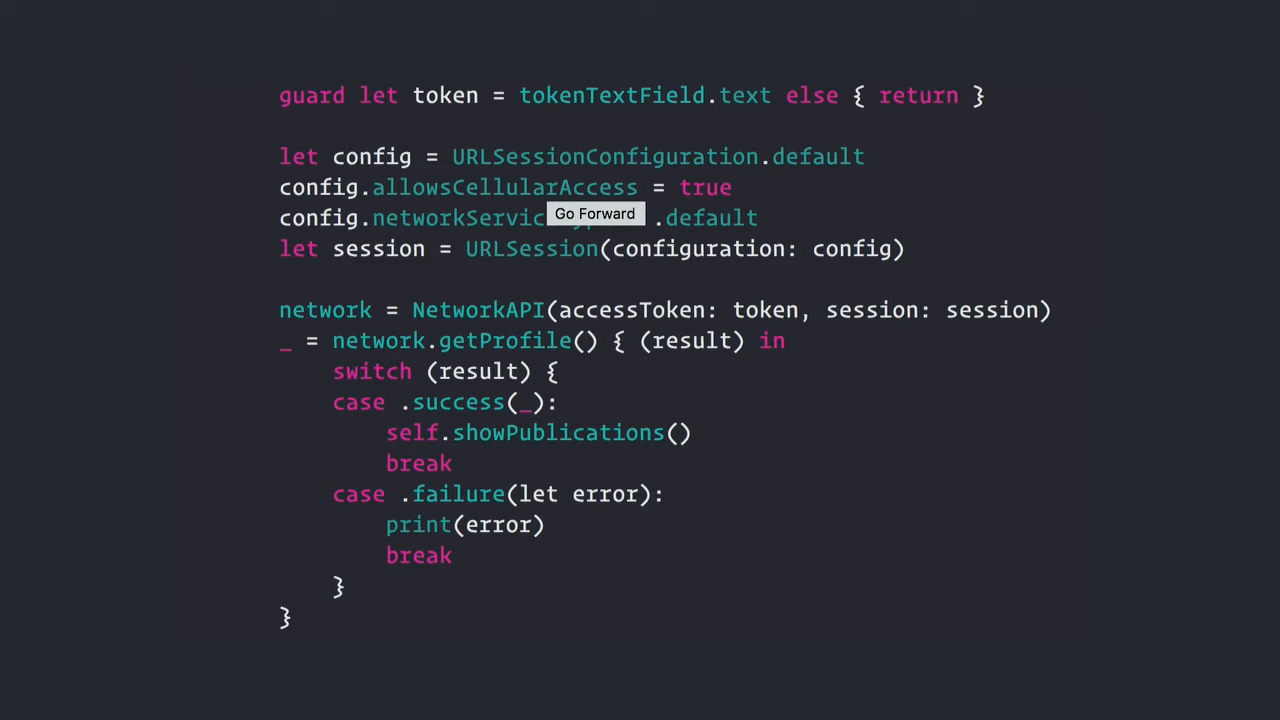 guard let token = tokenTextField.text else { return }
let config = URLSessionConfiguration.default
config.allowsCellularAccess = true
config. .default
Go Forward
let session = URLSession(configuration: config)
network = NetworkAPI(accessToken: token, session: session)
_ = network.getProfile() { (result) in
switch (result) {
case .success(_):
self.showPublications()
break
case .failure(let error):
print(error)
break
}
}